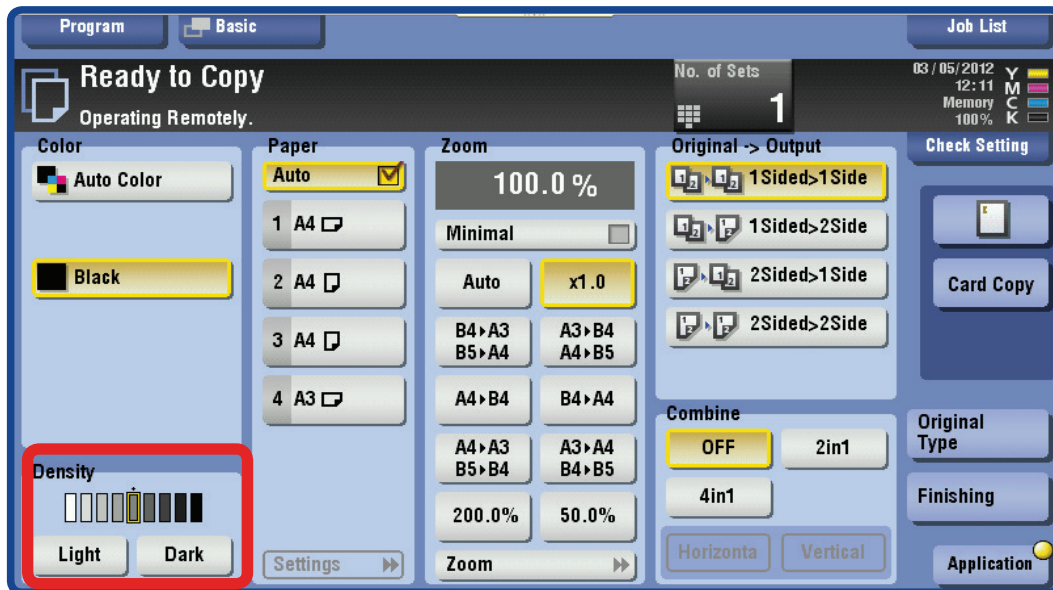 Program
Basic
Job List
Ready to Copy
Operating Remotely.
No. of Sets
1
03/05/2012
12:11
Memory
100%
Y
M
C
K
Color
Auto Color
Black
Paper
Auto
1 A4
2 A4
3 A4
4 A3
Settings
Zoom
100.0 %
Minimal
Auto
x1.0
B4▸A3
B5▸A4
A3▸B4
A4▸B5
A4▸B4
B4▸A4
A4▸A3
B5▸B4
A3▸A4
B4▸B5
200.0%
50.0%
Zoom
Original -> Output
1Sided>1Side
1Sided>2Side
2Sided>1Side
2Sided>2Side
Combine
OFF
2in1
4in1
Horizonta
Vertical
Check Setting
Card Copy
Original
Type
Finishing
Application
Density
Light
Dark